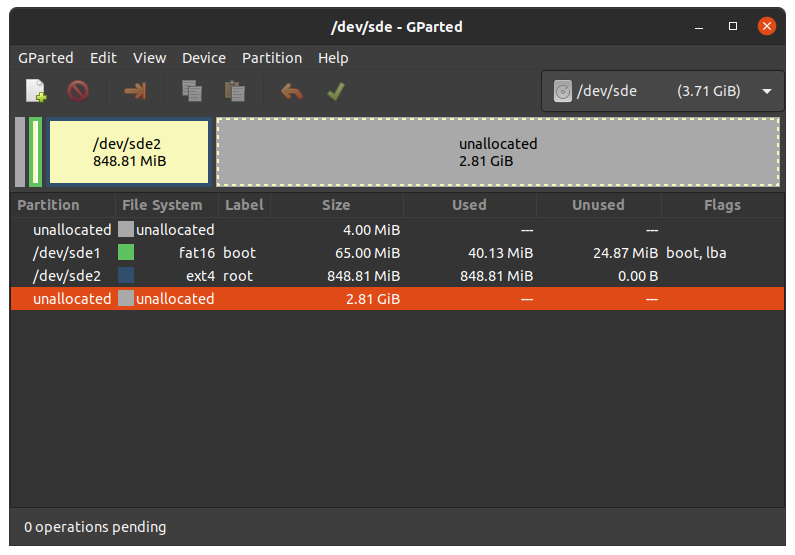 /dev/sde - GParted
GParted Edit View Device Partition Help
/dev/sde (3.71 GiB)
/dev/sde2
848.81 MiB
unallocated
2.81 GiB
Partition File System Label Size Used Unused Flags
unallocated unallocated 4.00 MiB --- ---
/dev/sde1 fat16 boot 65.00 MiB 40.13 MiB 24.87 MiB boot, lba
/dev/sde2 ext4 root 848.81 MiB 848.81 MiB 0.00 B
unallocated unallocated 2.81 GiB --- ---
0 operations pending